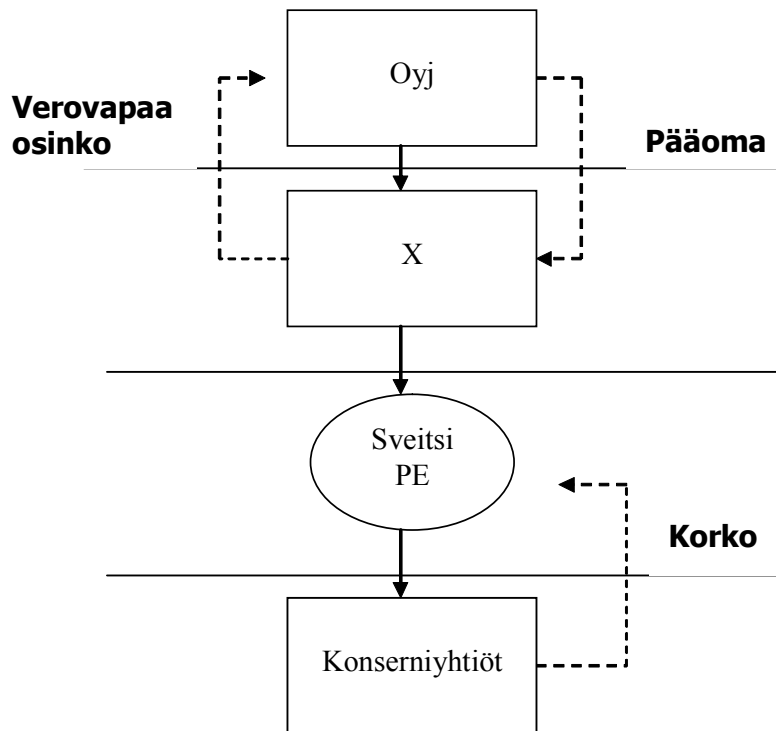 Oyj
Verovapaa
osinko
Pääoma
X
Sveitsi
PE
Korko
Konserniyhtiöt